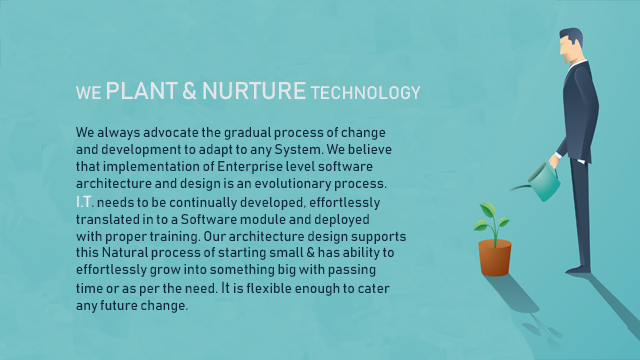 WE PLANT & NURTURE TECHNOLOGY
We always advocate the gradual process of change
and development to adapt to any System. We believe
that implementation of Enterprise level software
architecture and design is an evolutionary process.
I.T. needs to be continually developed, effortlessly
translated in to a Software module and deployed
with proper training. Our architecture design supports
this Natural process of starting small & has ability to
effortlessly grow into something big with passing
time or as per the need. It is flexible enough to cater
any future change.